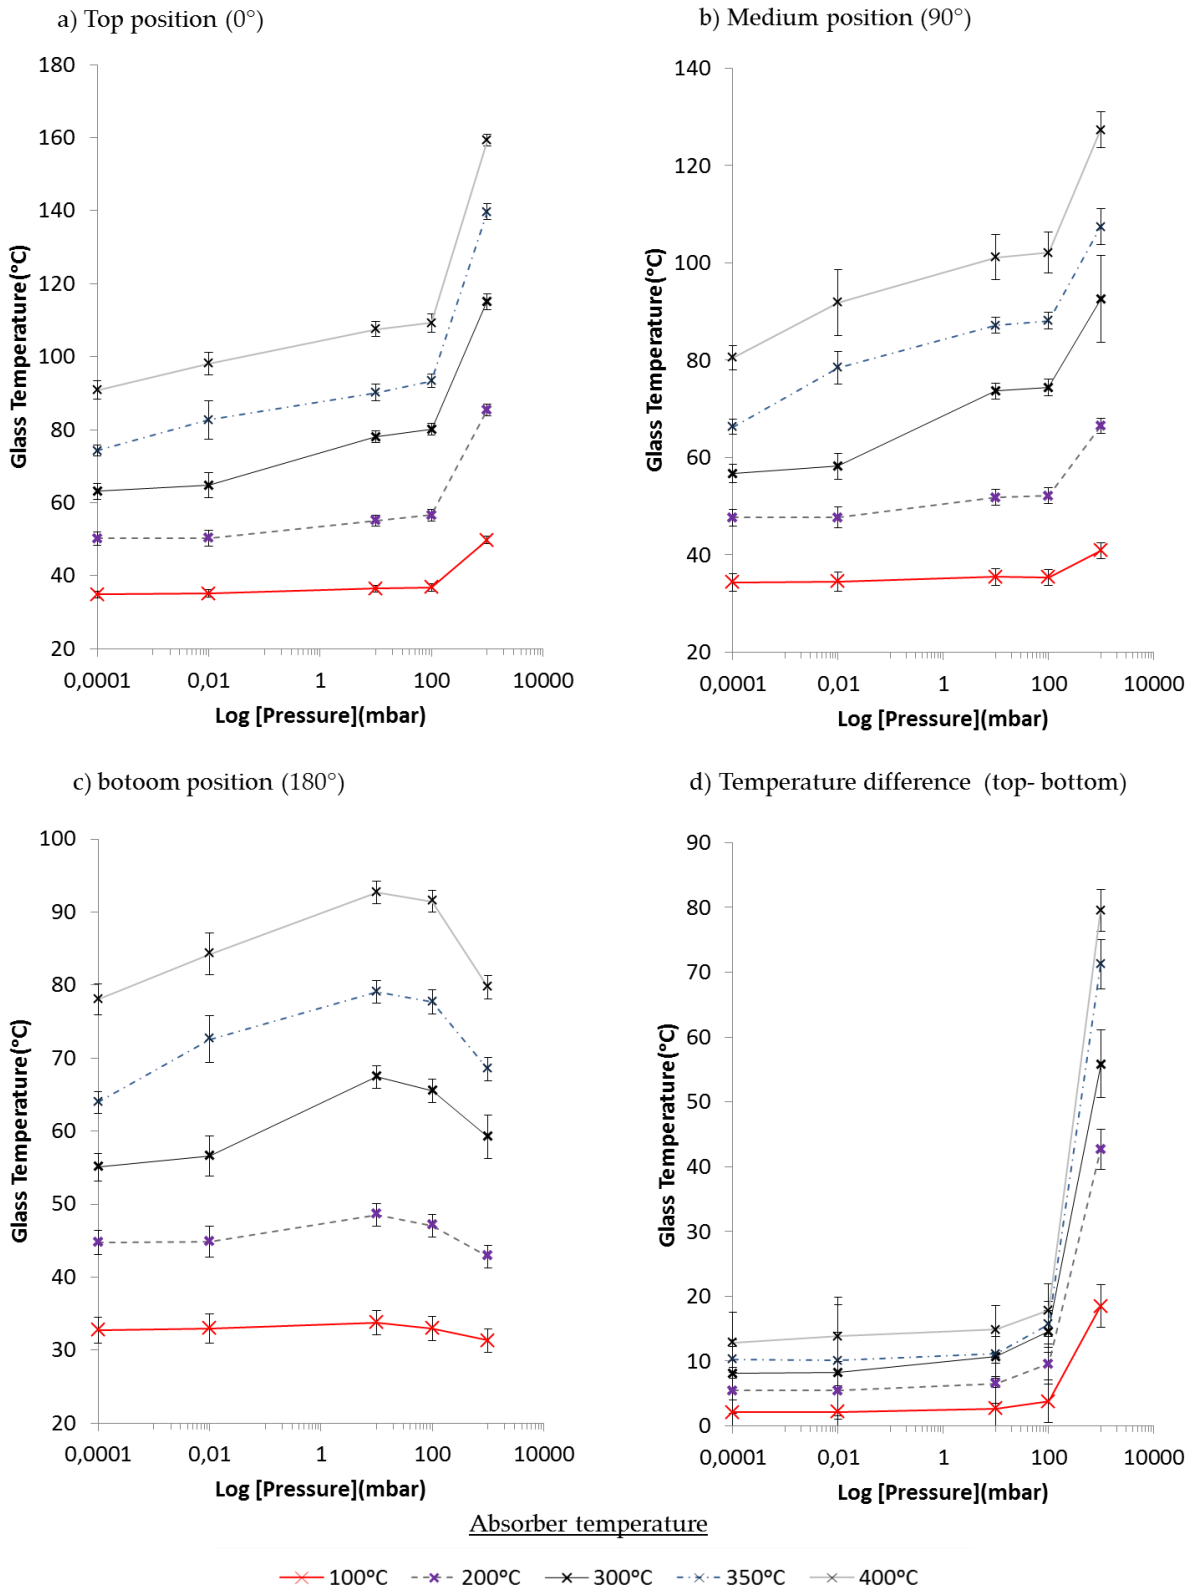 a) Top position (0°)
180
160
140
120
100
80
60
40
20
Glass Temperature(°C)
0,0001 0,01 1 100 10000
Log [Pressure](mbar)
b) Medium position (90°)
140
120
100
80
60
40
20
Glass Temperature(°C)
0,0001 0,01 1 100 10000
Log [Pressure](mbar)
c) botoom position (180°)
100
90
80
70
60
50
40
30
20
Glass Temperature(°C)
0,0001 0,01 1 100 10000
Log [Pressure](mbar)
d) Temperature difference (top- bottom)
90
80
70
60
50
40
30
20
10
0
Glass Temperature(°C)
0,0001 0,01 1 100 10000
Log [Pressure](mbar)
Absorber temperature
100ºC 200ºC 300ºC 350ºC 400ºC